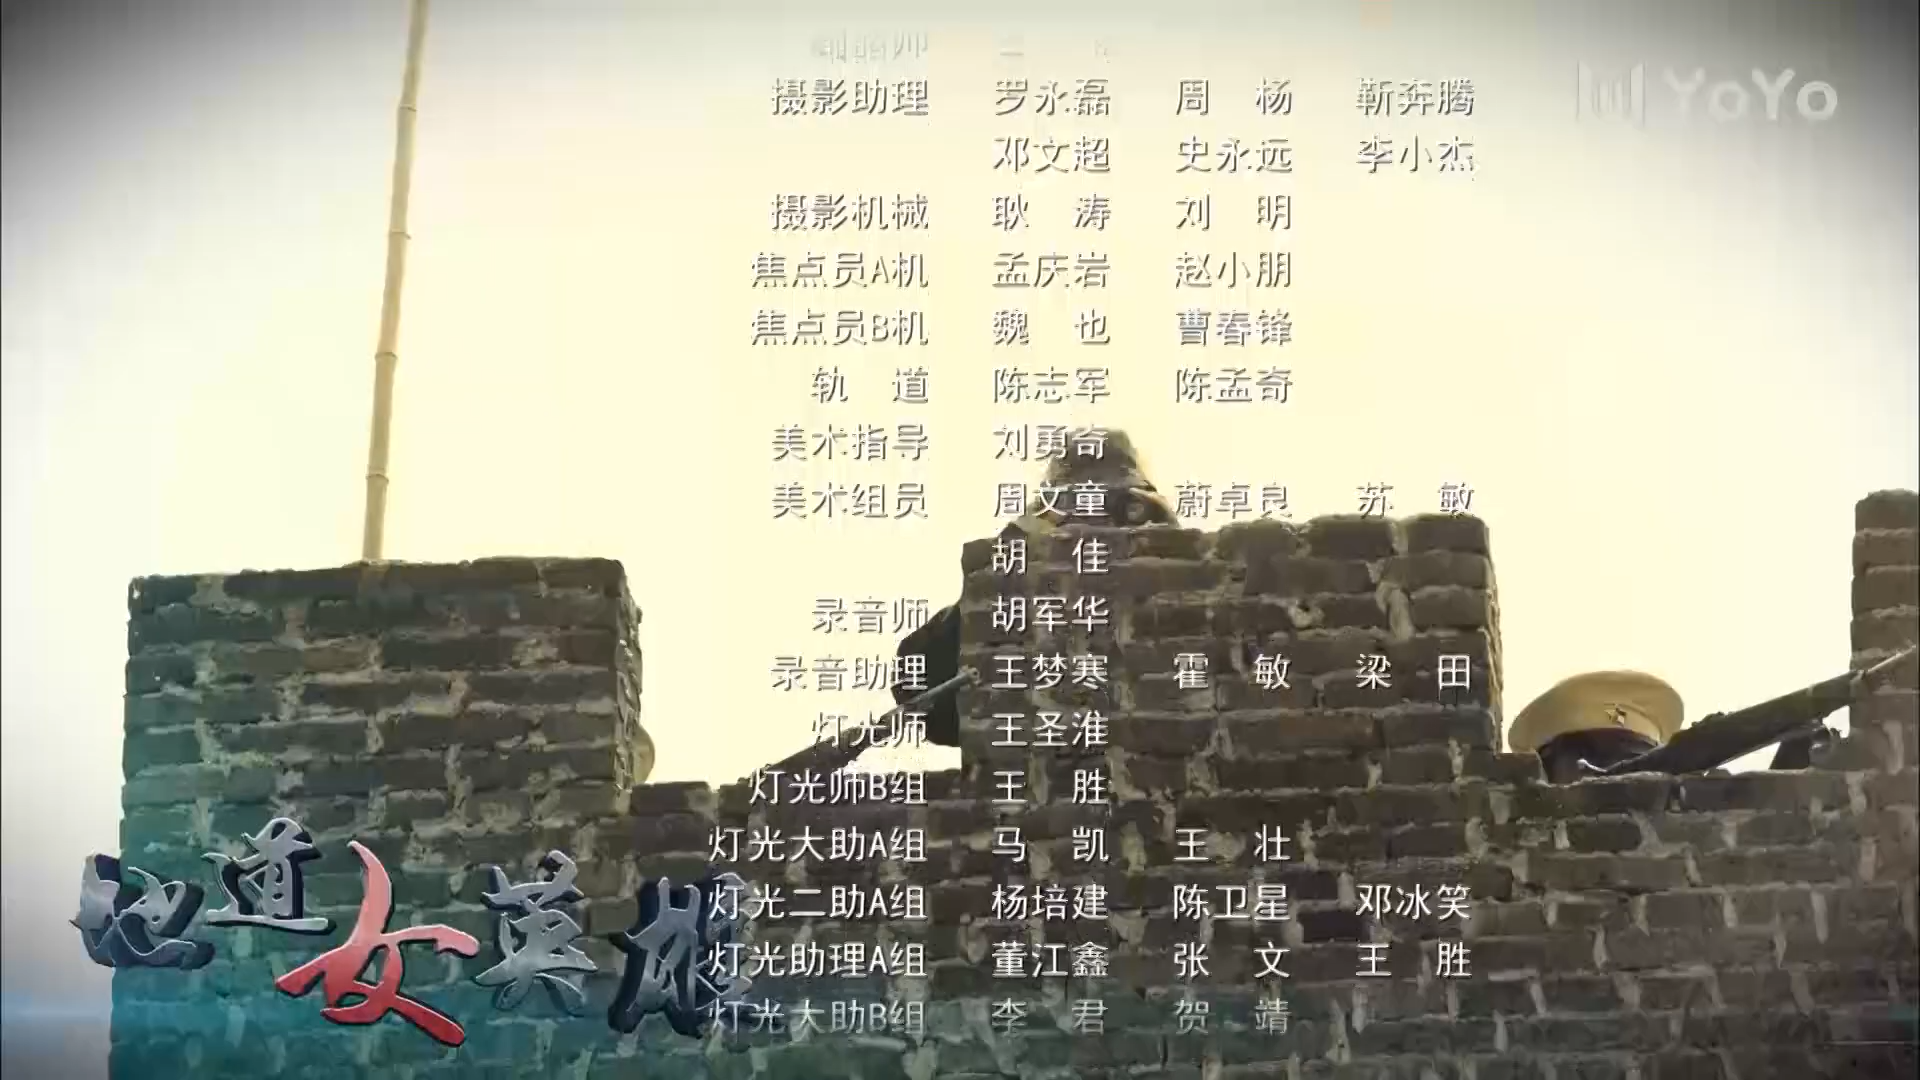 YoYo
摄影助理 罗永磊 周 杨 靳奔腾
邓文超 史永远 李小杰
摄影机械 耿 涛 刘 明
焦点员A机 孟庆岩 赵小朋
焦点员B机 魏 也 曹春锋
轨 道 陈志军 陈孟奇
美术指导 刘勇奇
美术组员 周文童 蔚卓良 苏 敏
胡 佳
录音师 胡军华
录音助理 王梦寒 霍 敏 梁 田
灯光师 王圣淮
灯光师B组 王 胜
灯光大助A组 马 凯 王 壮
灯光二助A组 杨培建 陈卫星 邓冰笑
灯光助理A组 董江鑫 张 文 王 胜
灯光大助B组 李 君 贺 靖
地道女英雄